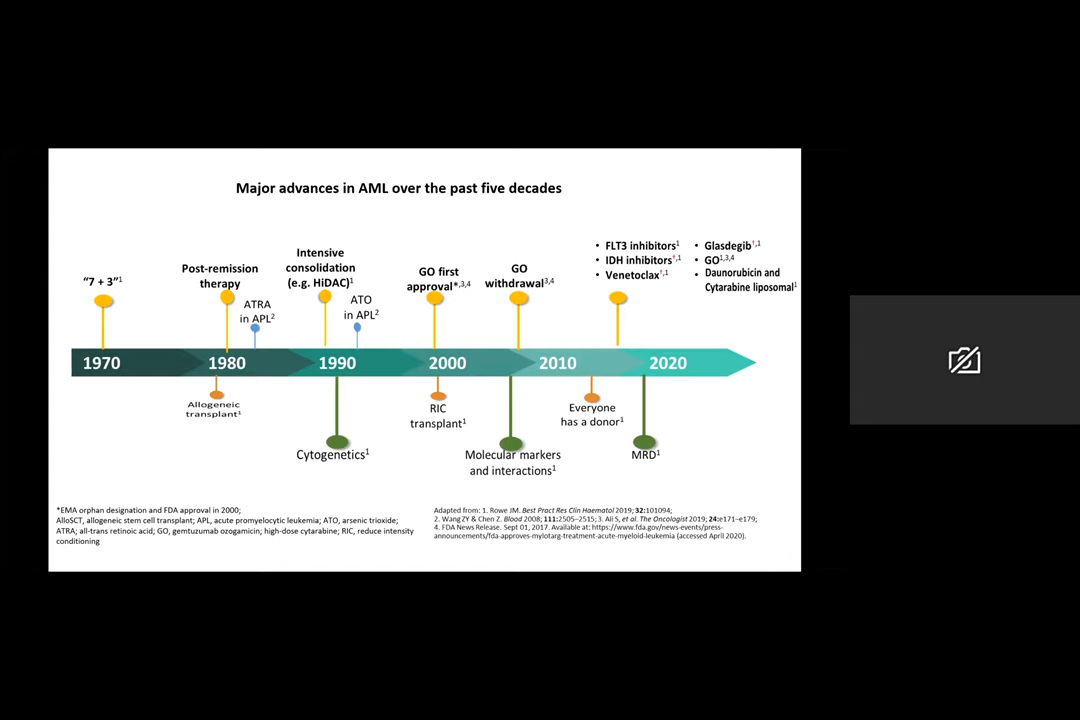 Major advances in AML over the past five decades
"7 + 3"1
Post-remission
therapy
ATRA
in APL2
Intensive
consolidation
(e.g. HiDAC)1
ATO
in APL2
GO first
approval*,3,4
GO
withdrawal3,4
• FLT3 inhibitors1
• IDH inhibitors†,1
• Venetoclax†,1
• Glasdegib†,1
• GO1,3,4
• Daunorubicin and
Cytarabine liposomal1
1970 1980 1990 2000 2010 2020
Allogeneic
transplant1
Cytogenetics1
RIC
transplant1
Molecular markers
and interactions1
Everyone
has a donor1
MRD1
*EMA orphan designation and FDA approval in 2000;
AlloSCT, allogeneic stem cell transplant; APL, acute promyelocytic leukemia; ATO, arsenic trioxide;
ATRA; all-trans retinoic acid; GO, gemtuzumab ozogamicin; high-dose cytarabine; RIC, reduce intensity
conditioning
Adapted from: 1. Rowe JM. Best Pract Res Clin Haematol 2019; 32:101094;
2. Wang ZY & Chen Z. Blood 2008; 111:2505–2515; 3. Ali S, et al. The Oncologist 2019; 24:e171–e179;
4. FDA News Release. Sept 01, 2017. Available at: https://www.fda.gov/news-events/press-
announcements/fda-approves-mylotarg-treatment-acute-myeloid-leukemia (accessed April 2020).